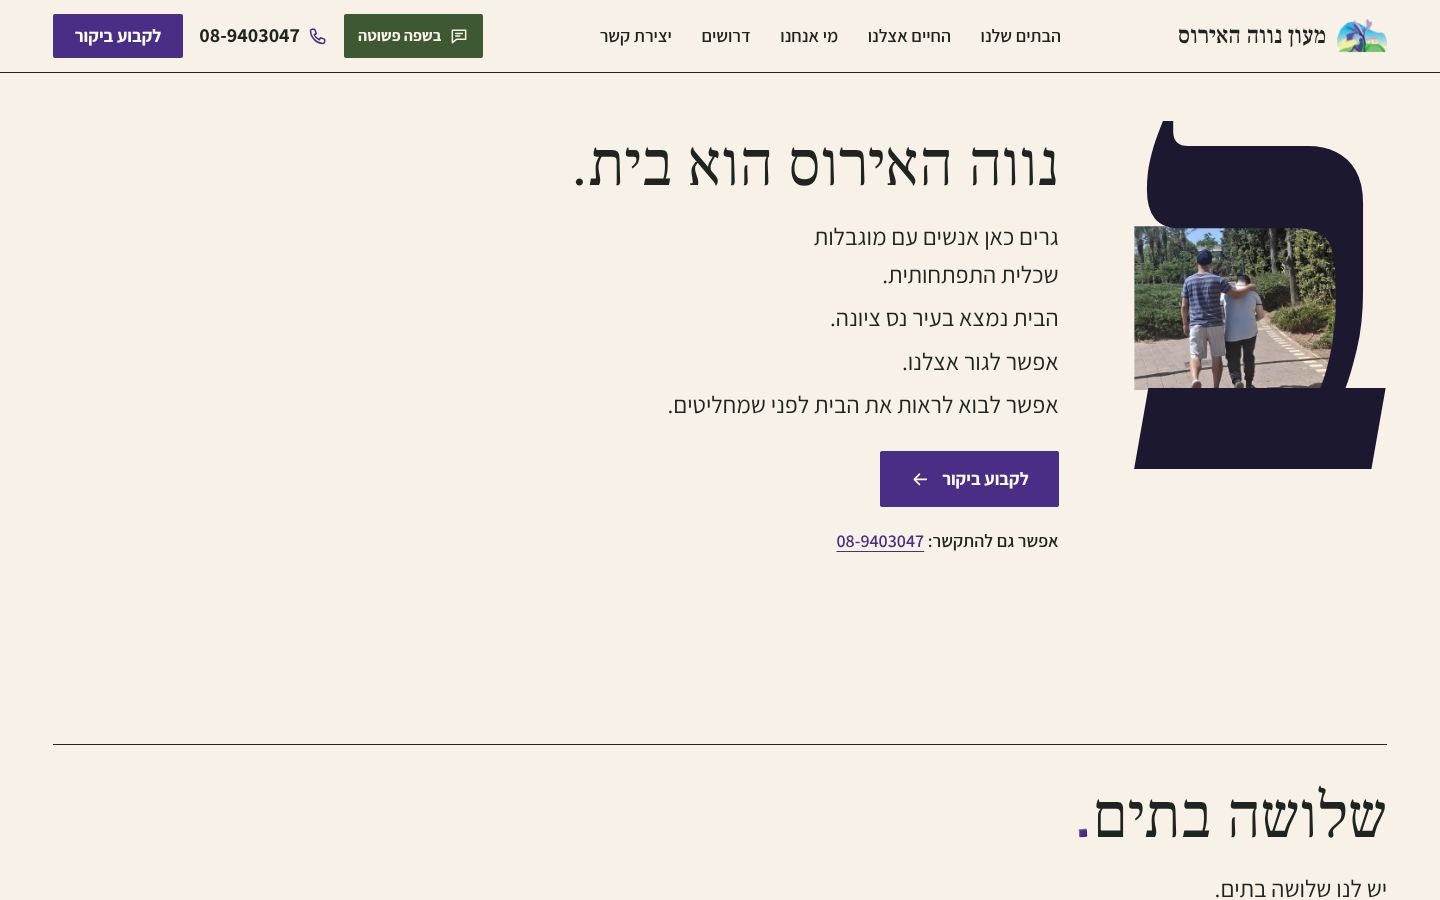 מעון נווה האירוס
הבתים שלנו
החיים אצלנו
מי אנחנו
דרושים
יצירת קשר
בשפה פשוטה
08-9403047
לקבוע ביקור
ב
נווה האירוס הוא בית.
גרים כאן אנשים עם מוגבלות
שכלית התפתחותית.
הבית נמצא בעיר נס ציונה.
אפשר לגור אצלנו.
אפשר לבוא לראות את הבית לפני שמחליטים.
לקבוע ביקור ←
אפשר גם להתקשר: 08-9403047
שלושה בתים.
יש לנו שלושה בתים.